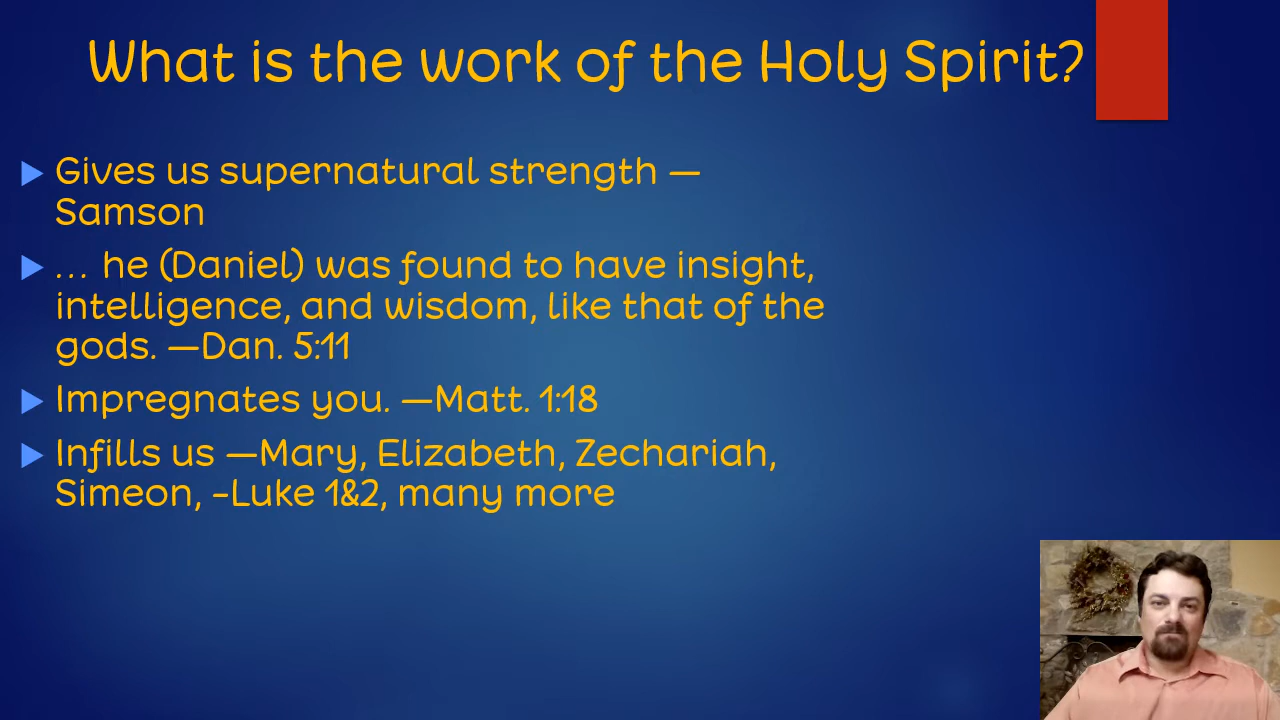 What is the work of the Holy Spirit?
Gives us supernatural strength —
Samson
... he (Daniel) was found to have insight,
intelligence, and wisdom, like that of the
gods. —Dan. 5:11
Impregnates you. —Matt. 1:18
Infills us —Mary, Elizabeth, Zechariah,
Simeon, –Luke 1&2, many more